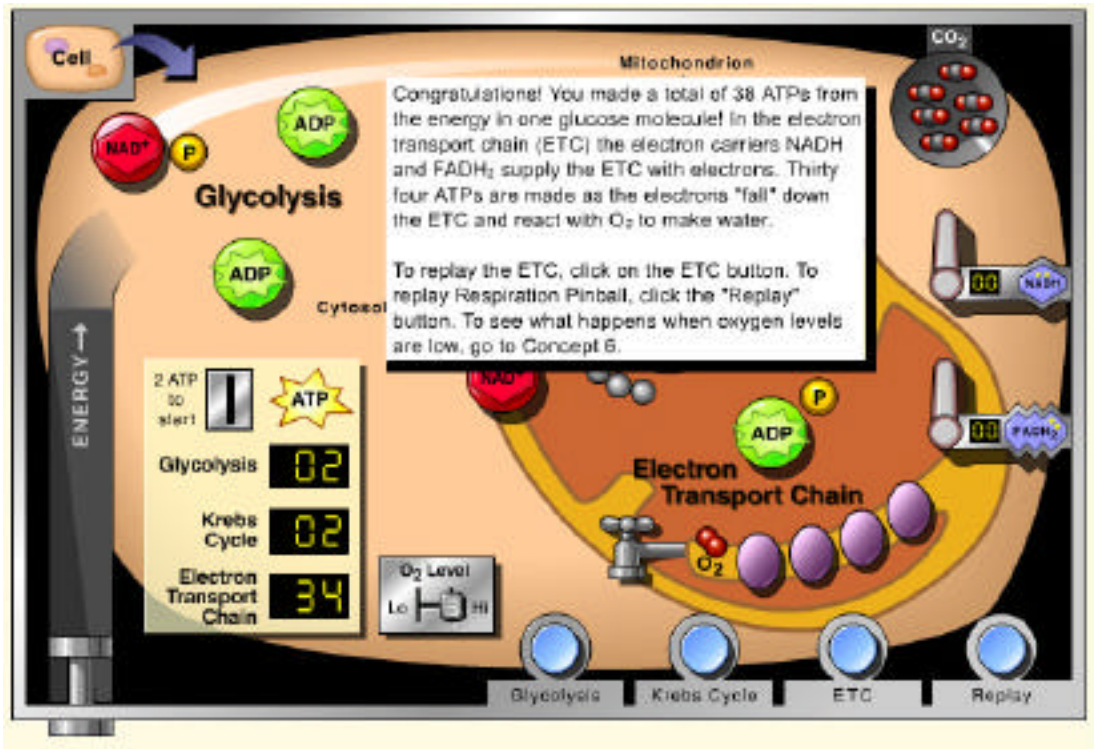 Cell
CO2
Mitochondrion
NAD+
P
ADP
Glycolysis
ADP
Cytosol
Congratulations! You made a total of 38 ATPs from
the energy in one glucose molecule! In the electron
transport chain (ETC) the electron carriers NADH
and FADH2 supply the ETC with electrons. Thirty
four ATPs are made as the electrons "fall" down
the ETC and react with O2 to make water.
To replay the ETC, click on the ETC button. To
replay Respiration Pinball, click the "Replay"
button. To see what happens when oxygen levels
are low, go to Concept 6.
00 NADH
ENERGY →
2 ATP
to
start
ATP
Glycolysis 02
Krebs
Cycle 02
Electron
Transport
Chain 34
NAD+
P
ADP
00 FADH2
Electron
Transport Chain
O2
O2 Level
Lo Hi
Glycolysis
Krebs Cycle
ETC
Replay